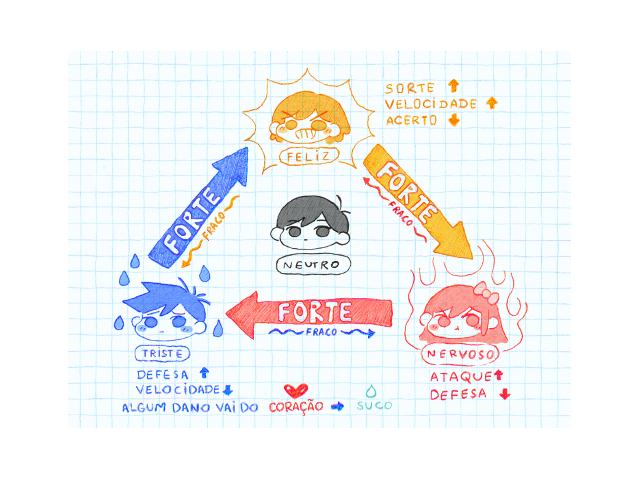 SORTE
VELOCIDADE
ACERTO
FELIZ
FORTE
FRACO
FORTE
FRACO
NEUTRO
FORTE
FRACO
TRISTE
NERVOSO
DEFESA
VELOCIDADE
ALGUM DANO VAI DO CORAÇÃO SUCO
ATAQUE
DEFESA